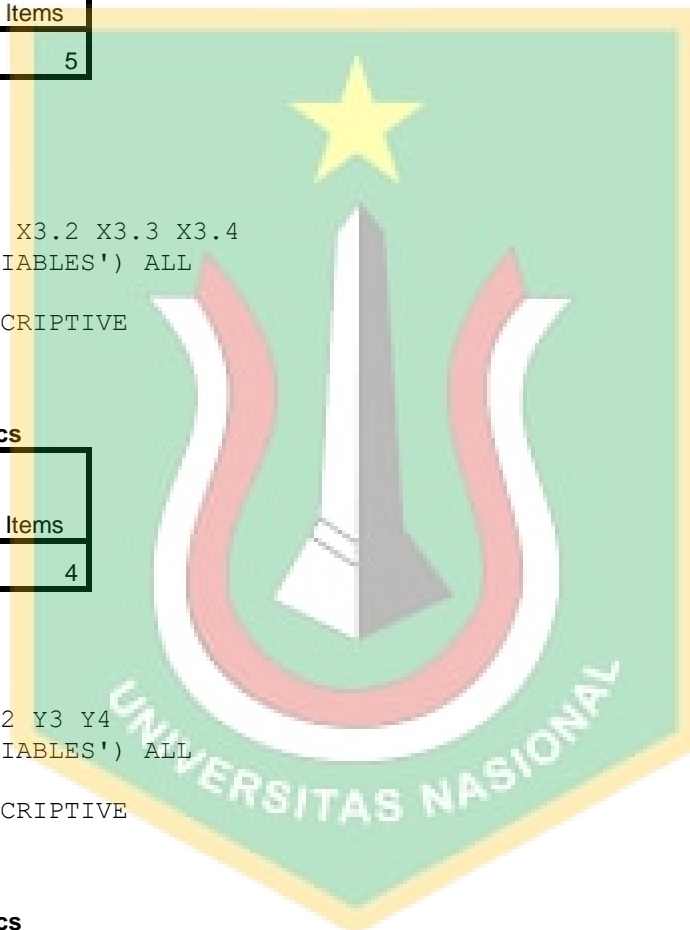 Items
5
X3.2 X3.3 X3.4
IABLES') ALL
CRIPTIVE
cs
Items
4
2 Y3 Y4
IABLES') ALL
CRIPTIVE
UNIVERSITAS NASIONAL
cs